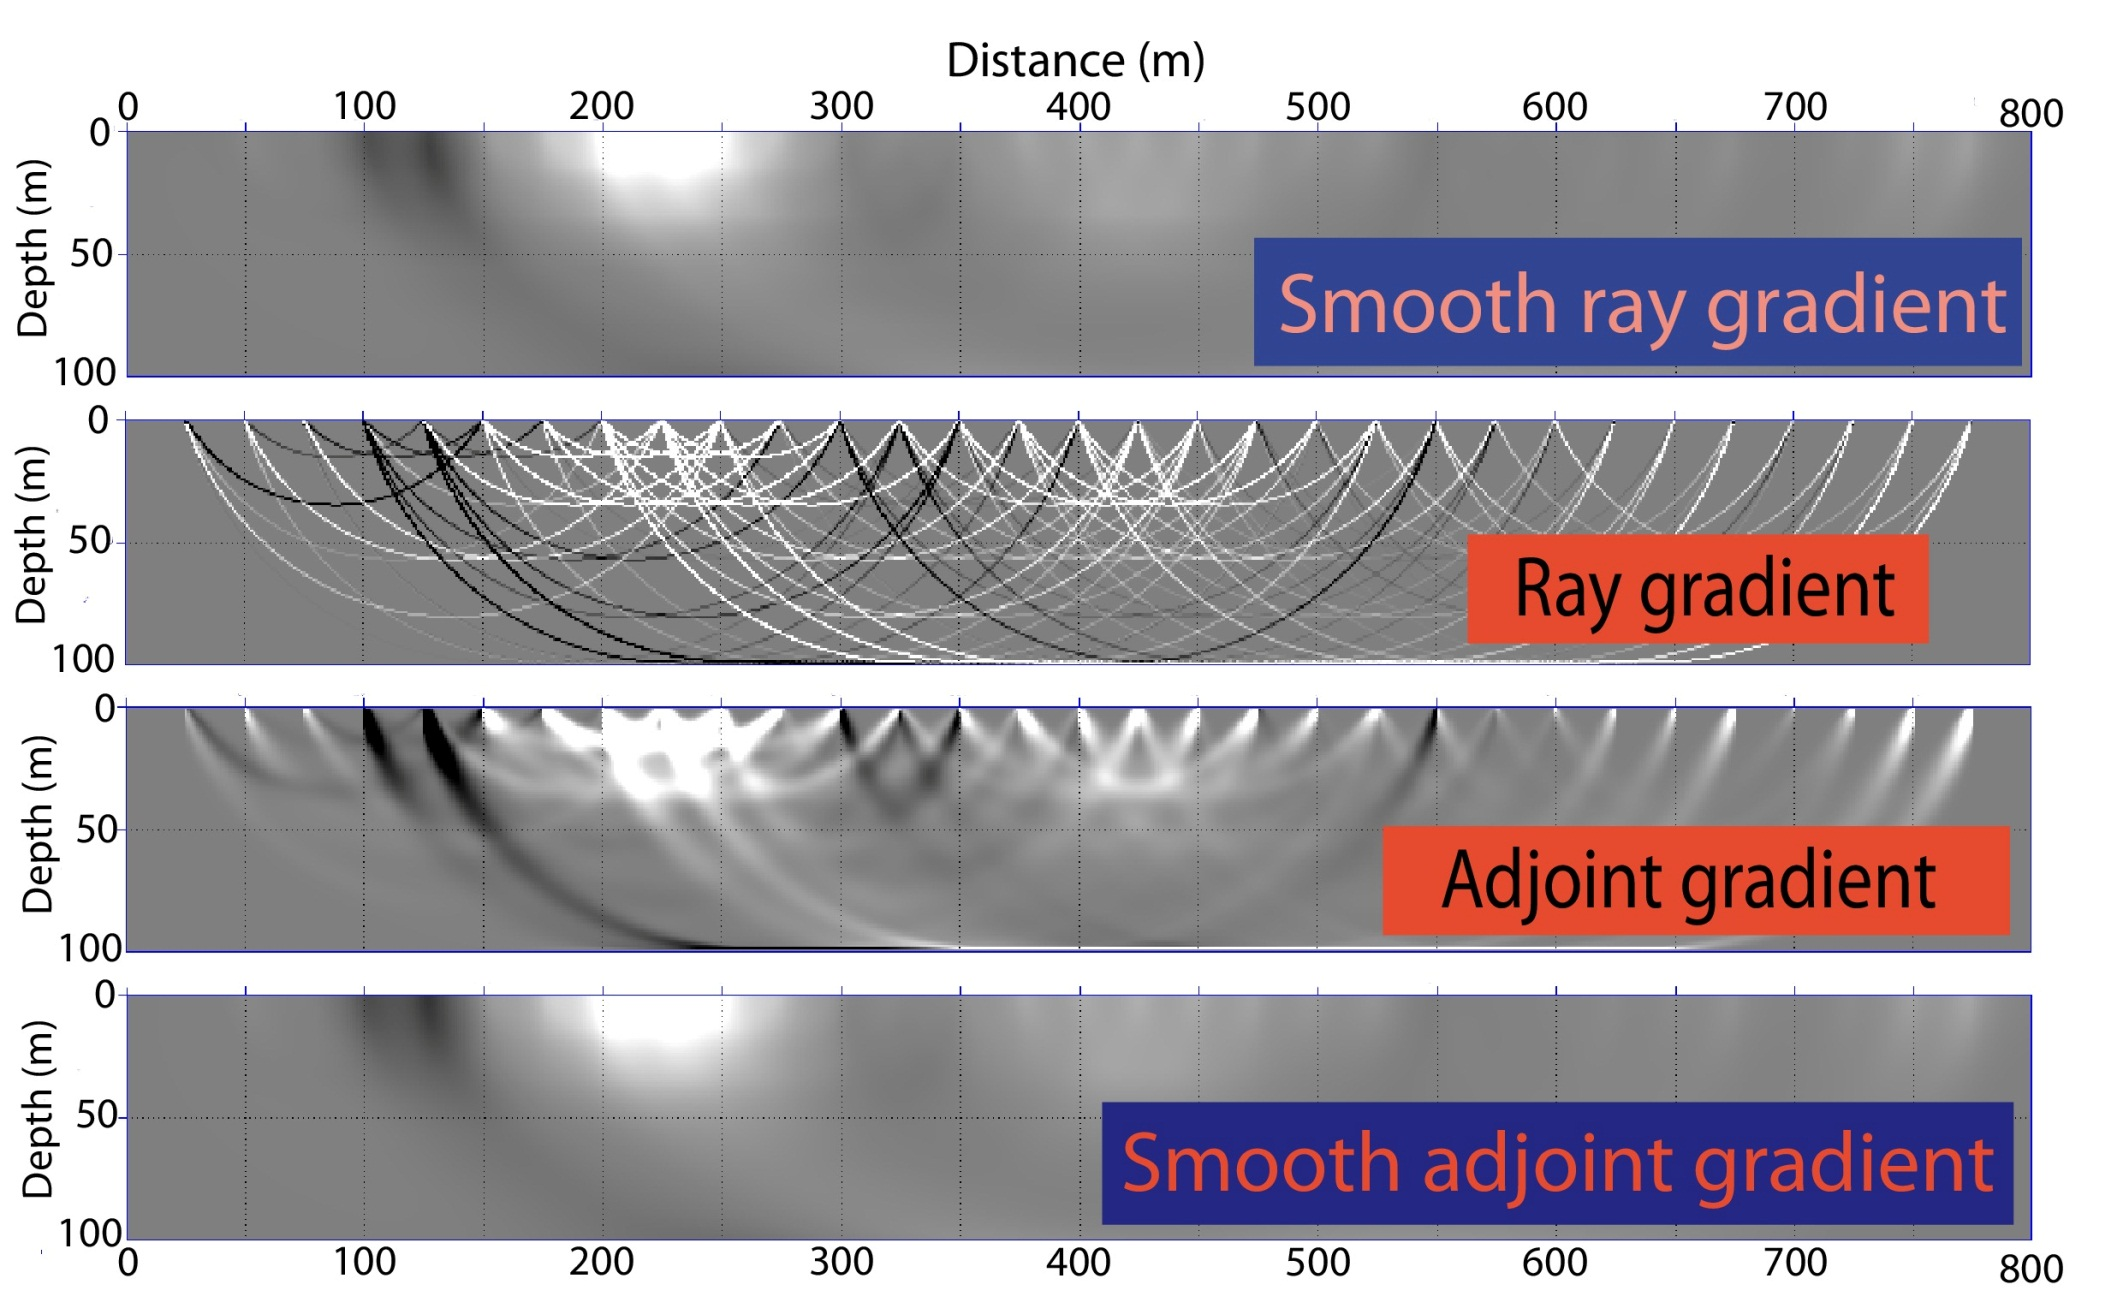 Distance (m)
0 100 200 300 400 500 600 700 800
0
Depth (m)
50
100
Smooth ray gradient
0
Depth (m)
50
100
Ray gradient
0
Depth (m)
50
100
Adjoint gradient
0
Depth (m)
50
100
Smooth adjoint gradient
0 100 200 300 400 500 600 700 800